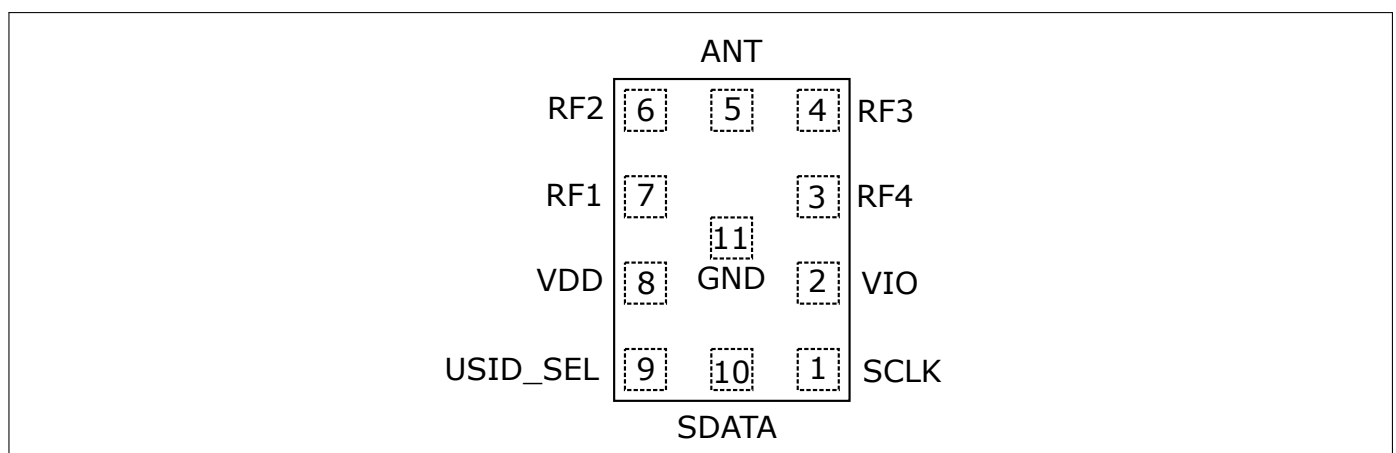 ANT
RF2 6 5 4 RF3
RF1 7 3 RF4
11
VDD 8 GND 2 VIO
USID_SEL 9 10 1 SCLK
SDATA